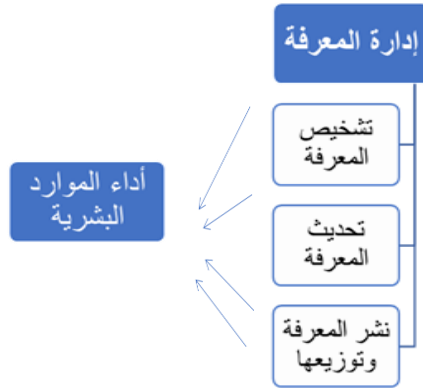 إدارة المعرفة
تشخيص
المعرفة
أداء الموارد
البشرية
تحديث
المعرفة
نشر المعرفة
وتوزيعها